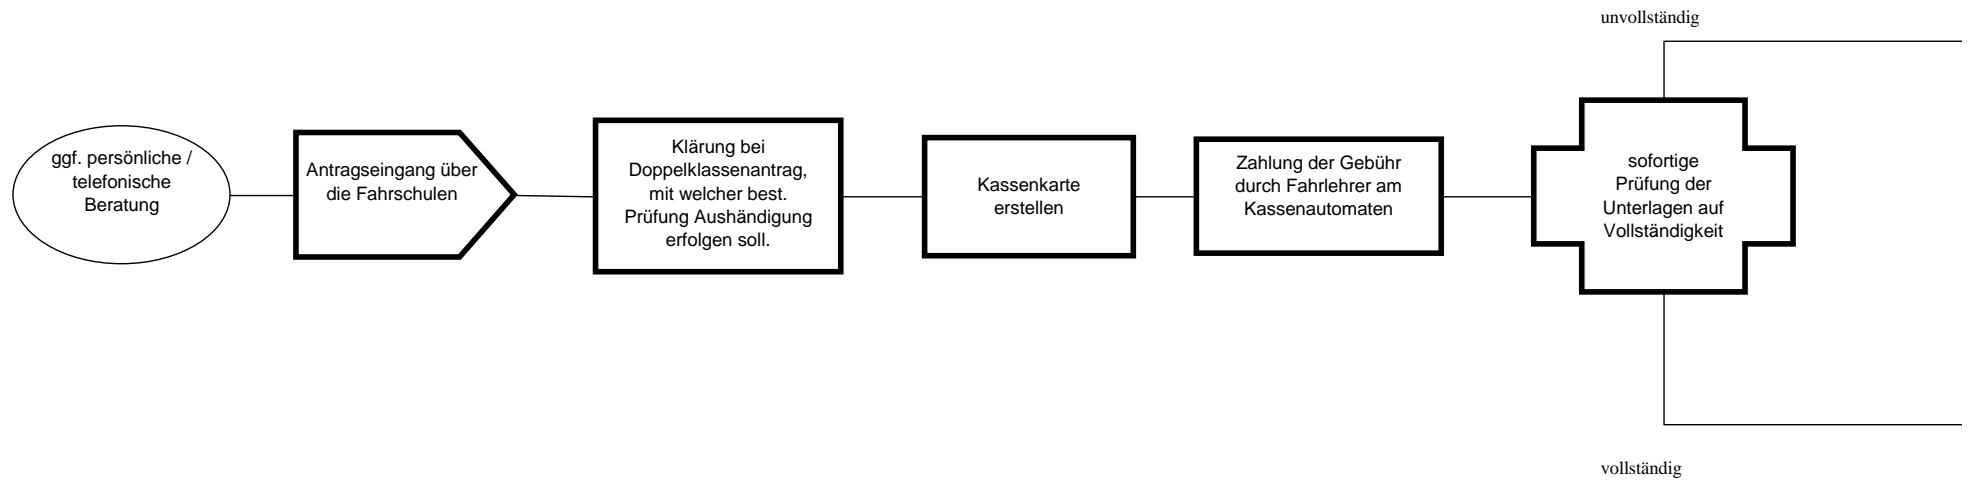 unvollständig
ggf. persönliche /
telefonische
Beratung
Antragseingang über
die Fahrschulen
Klärung bei
Doppelklassenantrag,
mit welcher best.
Prüfung Aushändigung
erfolgen soll.
Kassenkarte
erstellen
Zahlung der Gebühr
durch Fahrlehrer am
Kassenautomaten
sofortige
Prüfung der
Unterlagen auf
Vollständigkeit
vollständig